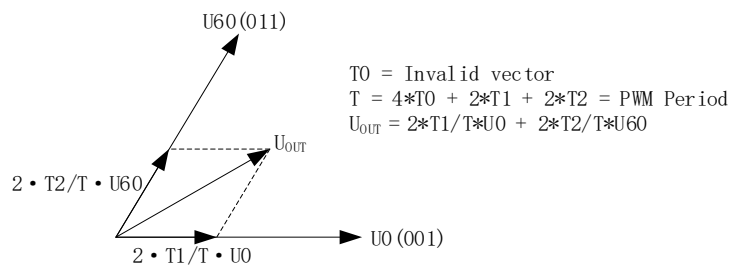 U60(011)
T0 = Invalid vector
T = 4*T0 + 2*T1 + 2*T2 = PWM Period
UOUT = 2*T1/T*U0 + 2*T2/T*U60
UOUT
2·T2/T·U60
U0(001)
2·T1/T·U0